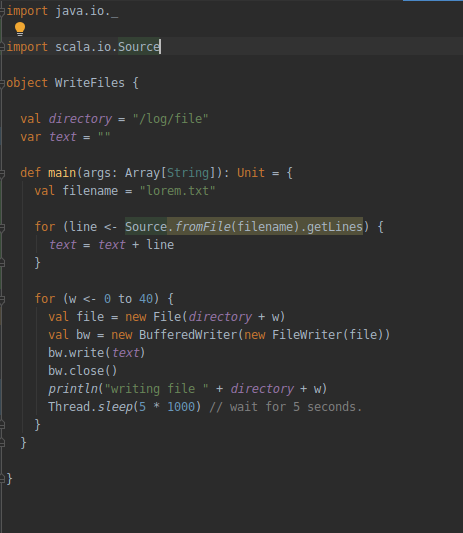 import java.io._
import scala.io.Source
object WriteFiles {
val directory = "/log/file"
var text = ""
def main(args: Array[String]): Unit = {
val filename = "lorem.txt"
for (line <- Source.fromFile(filename).getLines) {
text = text + line
}
for (w <- 0 to 40) {
val file = new File(directory + w)
val bw = new BufferedWriter(new FileWriter(file))
bw.write(text)
bw.close()
println("writing file " + directory + w)
Thread.sleep(5 * 1000) // wait for 5 seconds.
}
}
}